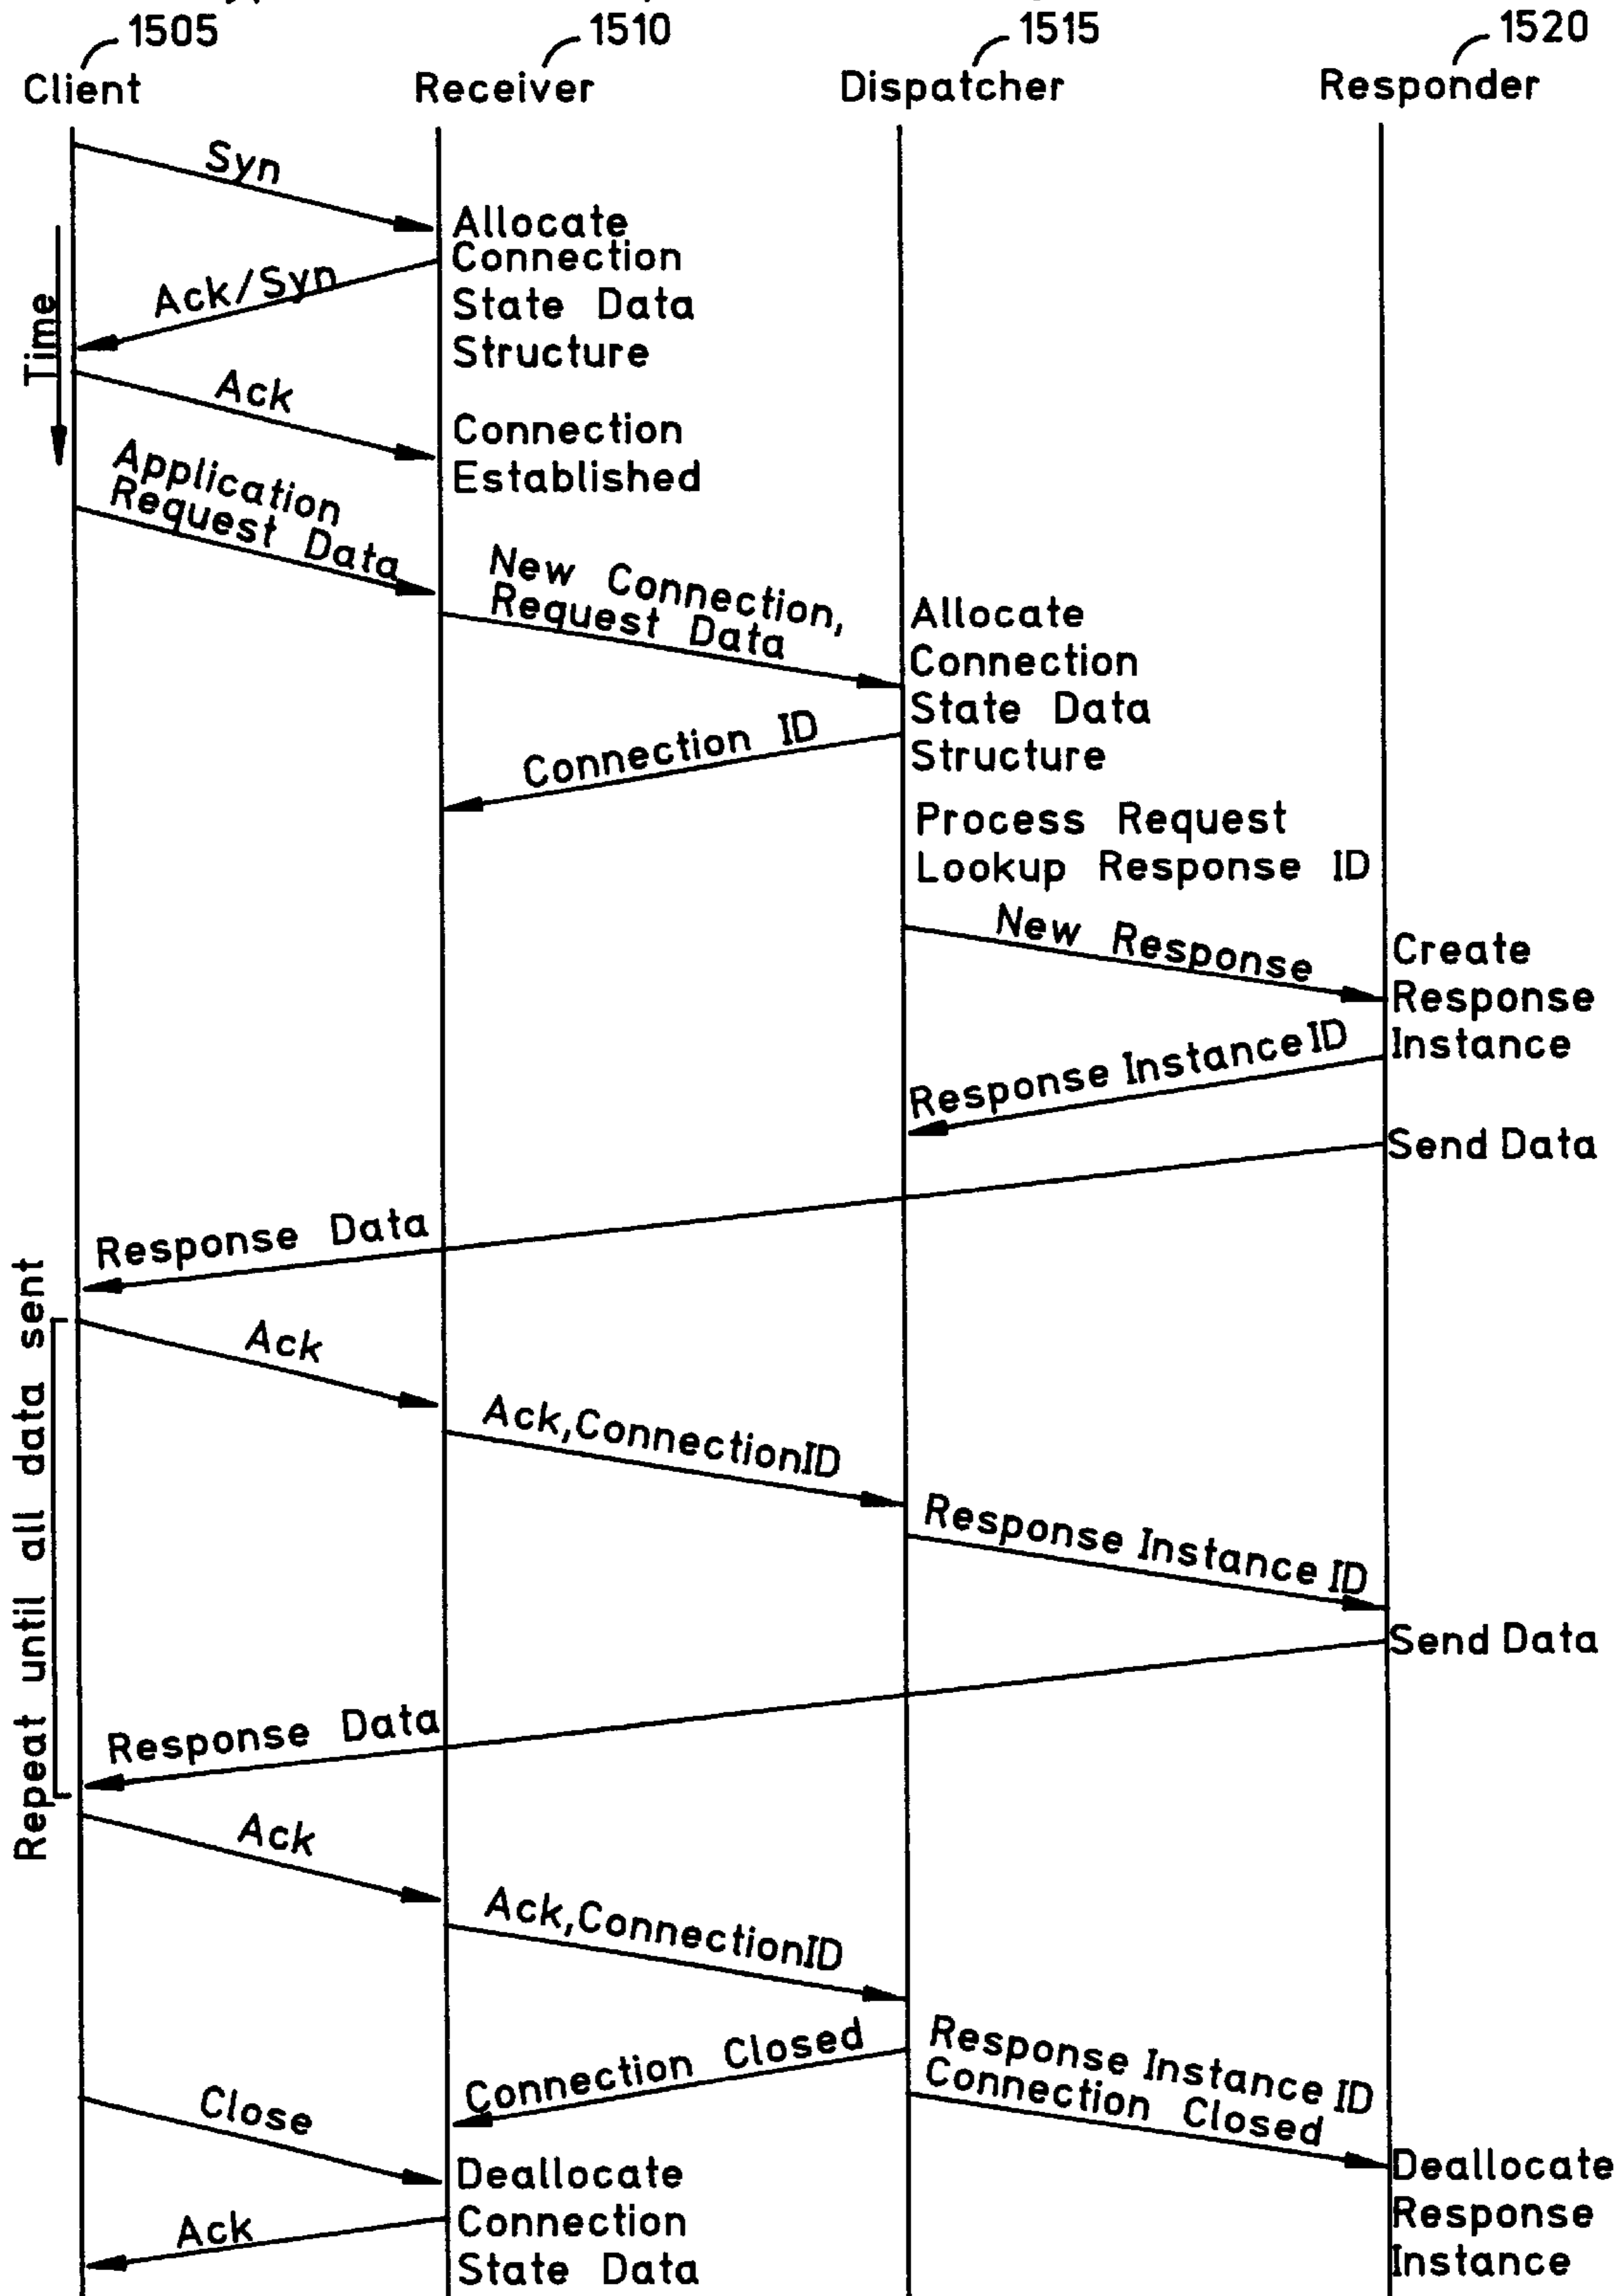 1505
1510
1515
1520
Client
Receiver
Dispatcher
Responder
Syn
Allocate
Connection
State Data
Structure
Ack/Syn
Time
Ack
Connection
Established
Application
Request Data
New Connection,
Request Data
Allocate
Connection
State Data
Structure
Connection ID
Process Request
Lookup Response ID
New Response
Create
Response
Instance
Response Instance ID
Send Data
Response Data
Repeat until all data sent
Ack
Ack,ConnectionID
Response Instance ID
Send Data
Response Data
Ack
Ack,ConnectionID
Connection Closed
Response Instance ID
Connection Closed
Close
Deallocate
Connection
State Data
Deallocate
Response
Instance
Ack